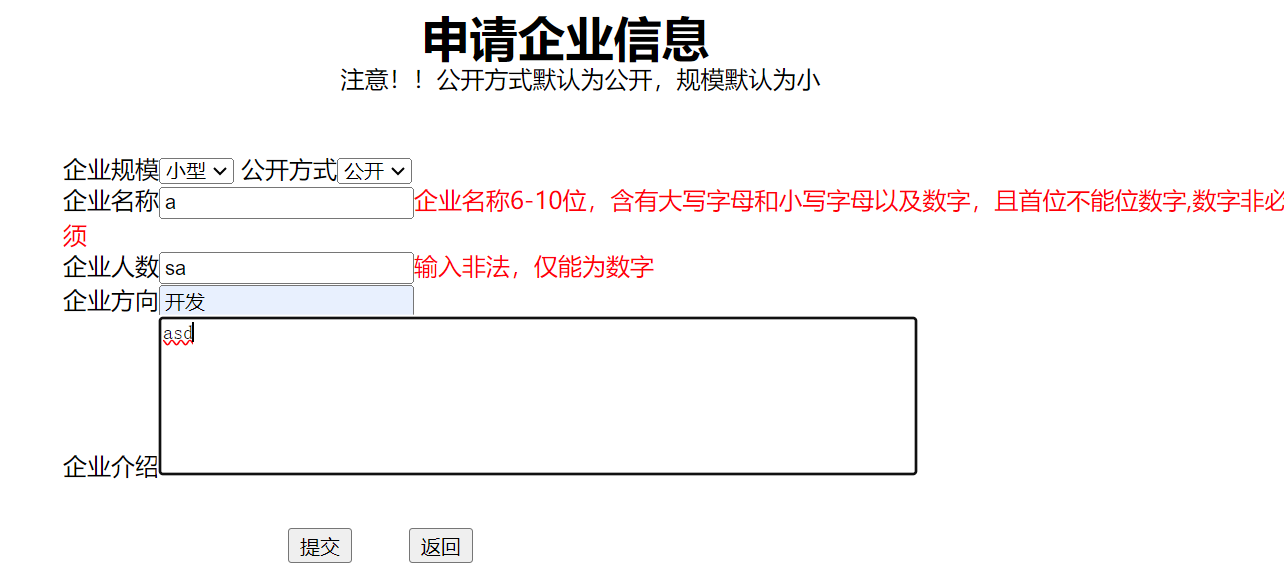 申请企业信息
注意！！公开方式默认为公开，规模默认为小
企业规模 小型 公开方式 公开
企业名称 a 企业名称6-10位，含有大写字母和小写字母以及数字，且首位不能位数字,数字非必
须
企业人数 sa 输入非法，仅能为数字
企业方向 开发
asd
企业介绍
提交 返回